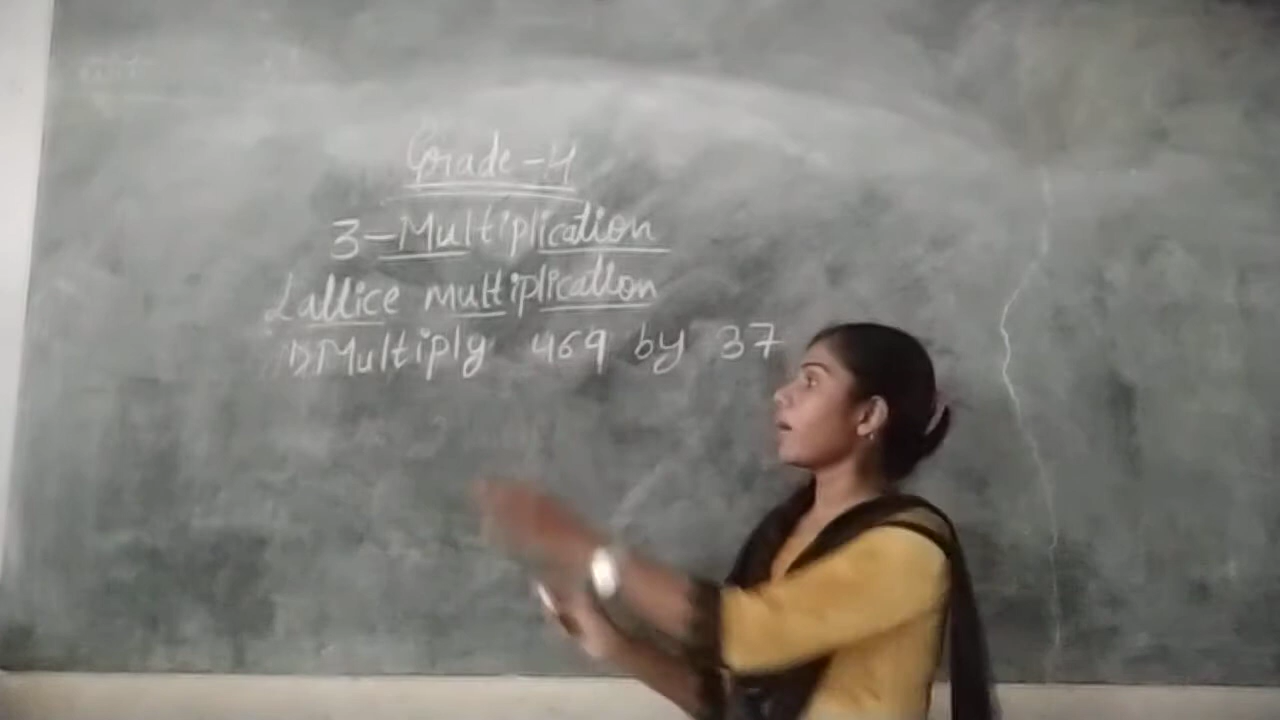 Grade-4
3-Multiplication
Lattice multiplication
1) Multiply 469 by 37